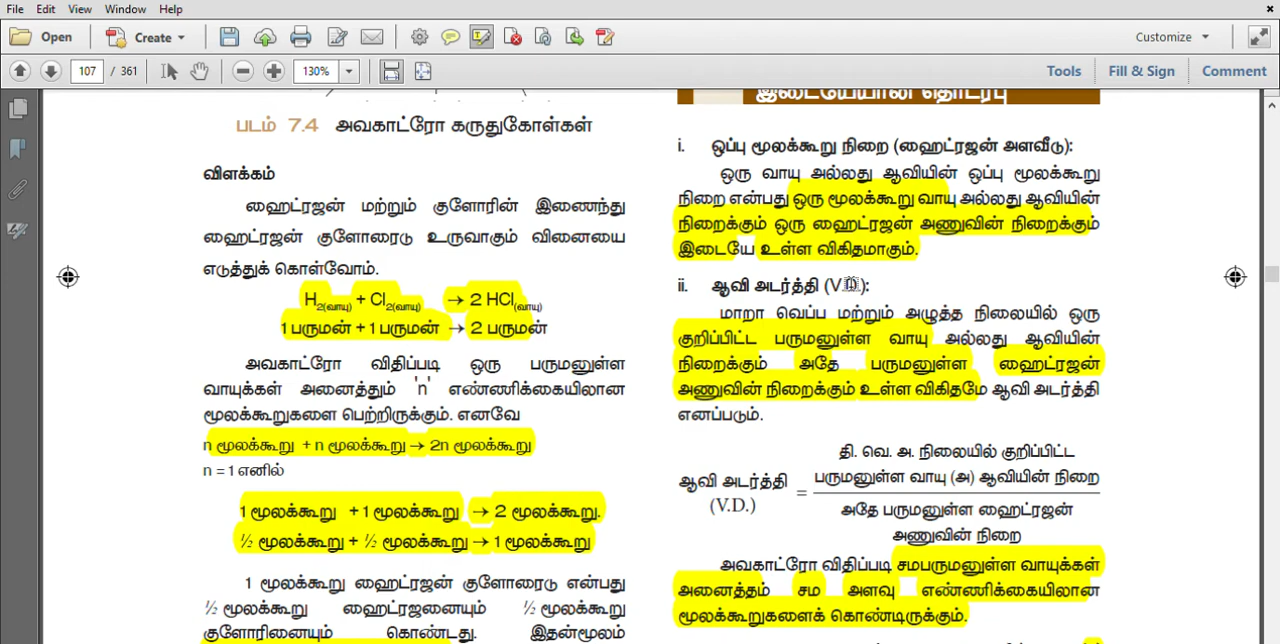 File Edit View Window Help
Open Create Customize
107 / 361 130% Tools Fill & Sign Comment
படம் 7.4 அவகாட்ரோ கருதுகோள்கள்
விளக்கம்
ஹைட்ரஜன் மற்றும் குளோரின் இணைந்து
ஹைட்ரஜன் குளோரைடு உருவாகும் வினையை
எடுத்துக் கொள்வோம்.
H2(வாயு) + Cl2(வாயு) → 2 HCl(வாயு)
1 பருமன் + 1 பருமன் → 2 பருமன்
அவகாட்ரோ விதிப்படி ஒரு பருமனுள்ள
வாயுக்கள் அனைத்தும் 'n' எண்ணிக்கையிலான
மூலக்கூறுகளை பெற்றிருக்கும். எனவே
n மூலக்கூறு + n மூலக்கூறு → 2n மூலக்கூறு
n = 1 எனில்
1 மூலக்கூறு + 1 மூலக்கூறு → 2 மூலக்கூறு.
½ மூலக்கூறு + ½ மூலக்கூறு → 1 மூலக்கூறு
1 மூலக்கூறு ஹைட்ரஜன் குளோரைடு என்பது
½ மூலக்கூறு ஹைட்ரஜனையும் ½ மூலக்கூறு
குளோரினையும் கொண்டது. இதன்மூலம்
இடையேயான தொடர்பு
i. ஒப்பு மூலக்கூறு நிறை (ஹைட்ரஜன் அளவீடு):
ஒரு வாயு அல்லது ஆவியின் ஒப்பு மூலக்கூறு
நிறை என்பது ஒரு மூலக்கூறு வாயு அல்லது ஆவியின்
நிறைக்கும் ஒரு ஹைட்ரஜன் அணுவின் நிறைக்கும்
இடையே உள்ள விகிதமாகும்.
ii. ஆவி அடர்த்தி (V.D.):
மாறா வெப்ப மற்றும் அழுத்த நிலையில் ஒரு
குறிப்பிட்ட பருமனுள்ள வாயு அல்லது ஆவியின்
நிறைக்கும் அதே பருமனுள்ள ஹைட்ரஜன்
அணுவின் நிறைக்கும் உள்ள விகிதமே ஆவி அடர்த்தி
எனப்படும்.
தி. வெ. அ. நிலையில் குறிப்பிட்ட
ஆவி அடர்த்தி = பருமனுள்ள வாயு (அ) ஆவியின் நிறை
(V.D.) அதே பருமனுள்ள ஹைட்ரஜன்
அணுவின் நிறை
அவகாட்ரோ விதிப்படி சமபருமனுள்ள வாயுக்கள்
அனைத்தம் சம அளவு எண்ணிக்கையிலான
மூலக்கூறுகளைக் கொண்டிருக்கும்.